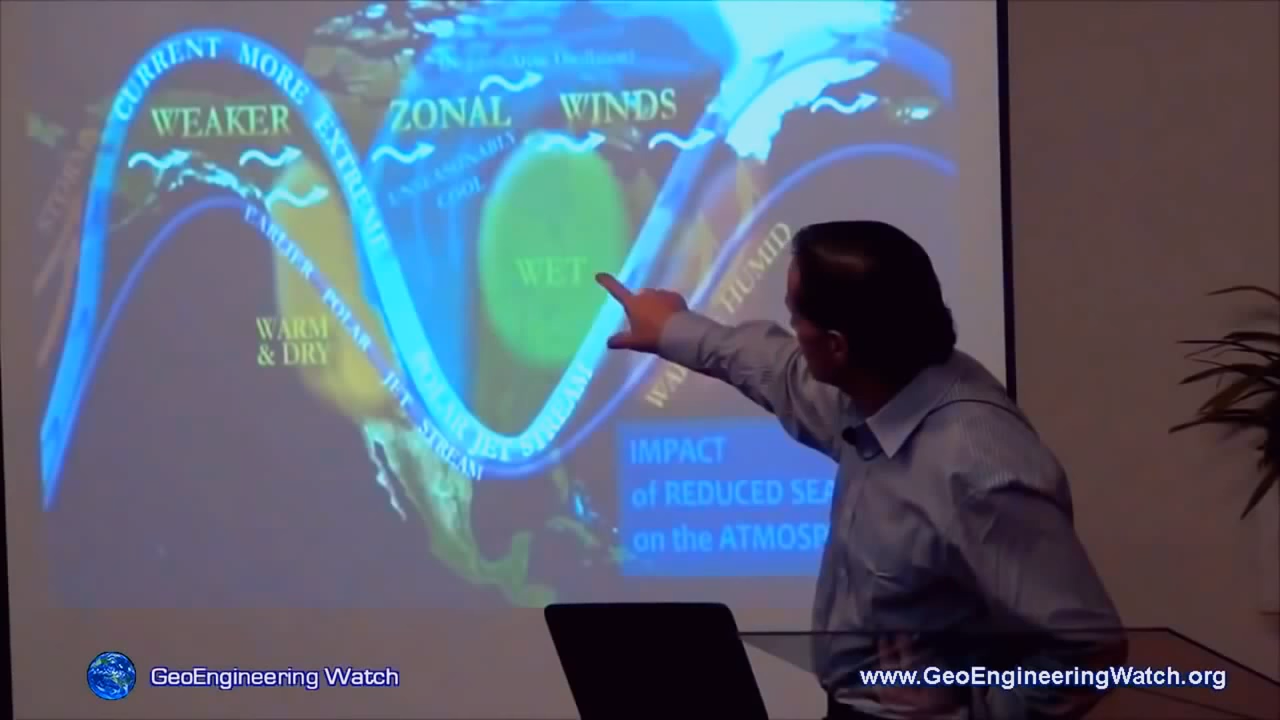 CURRENT MORE EXTREME
POLAR JET STREAM
WEAKER ZONAL WINDS
UNSEASONABLY
COOL
STORMY
EARLIER POLAR JET STREAM
WET
WARM
& DRY
HUMID
IMPACT
of REDUCED SEA
on the ATMOSP
GeoEngineering Watch
www.GeoEngineeringWatch.org